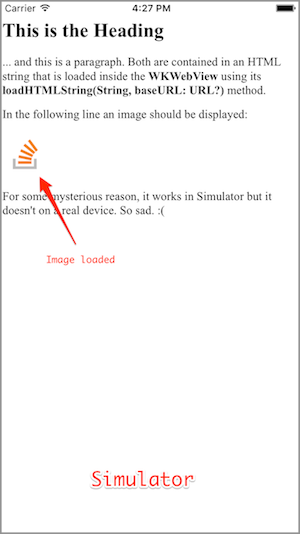 Carrier 4:27 PM
This is the Heading
... and this is a paragraph. Both are contained in an HTML
string that is loaded inside the WKWebView using its
loadHTMLString(String, baseURL: URL?) method.
In the following line an image should be displayed:
For some mysterious reason, it works in Simulator but it
doesn't on a real device. So sad. :(
Image loaded
Simulator